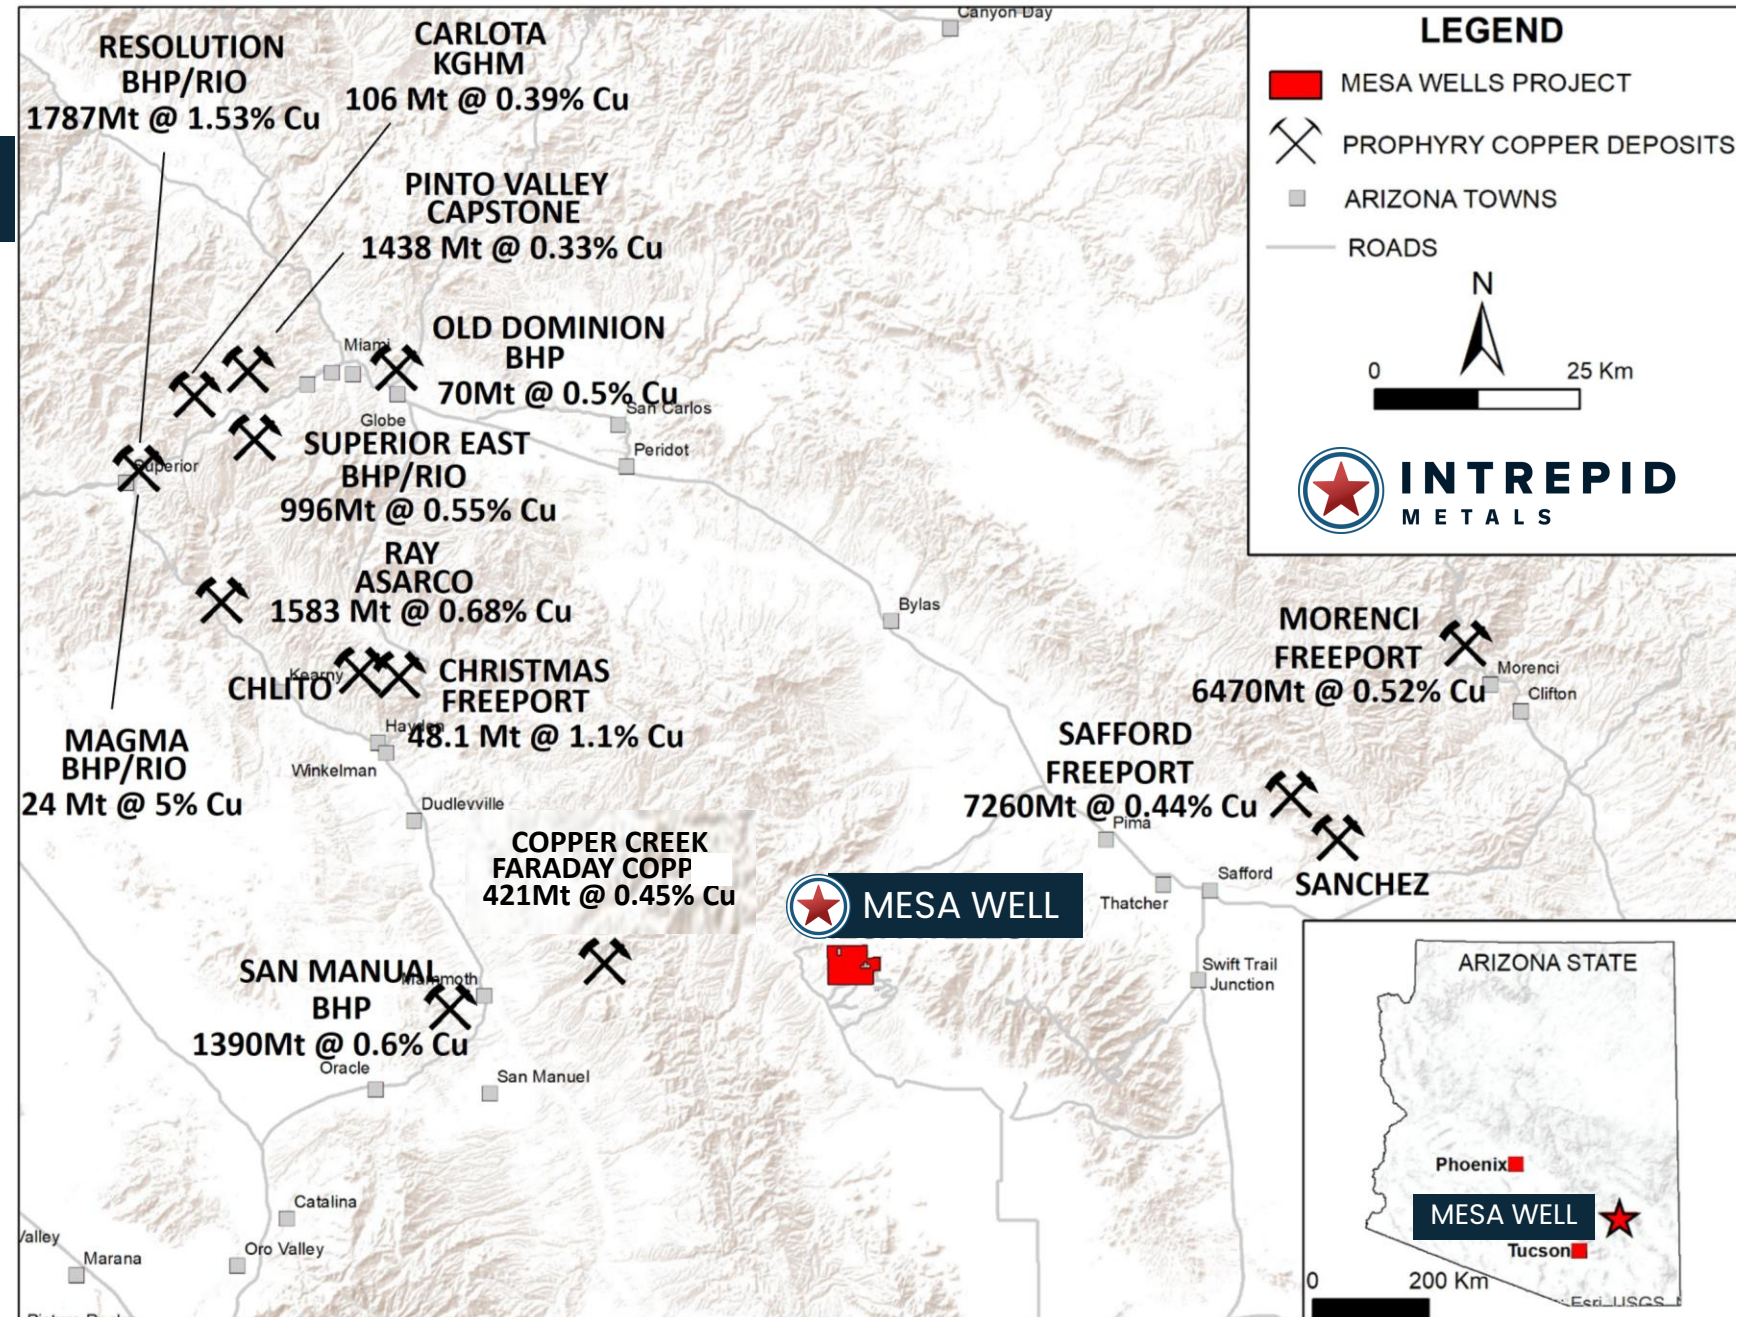 Canyon Day
RESOLUTION
BHP/RIO
1787Mt @ 1.53% Cu
CARLOTA
KGHM
106 Mt @ 0.39% Cu
PINTO VALLEY
CAPSTONE
1438 Mt @ 0.33% Cu
Miami
OLD DOMINION
BHP
70Mt @ 0.5% Cu
San Carlos
Globe
Peridot
Superior
SUPERIOR EAST
BHP/RIO
996Mt @ 0.55% Cu
RAY
ASARCO
1583 Mt @ 0.68% Cu
Bylas
Kearny
CHLITO
CHRISTMAS
FREEPORT
48.1 Mt @ 1.1% Cu
Hayden
Winkelman
MAGMA
BHP/RIO
24 Mt @ 5% Cu
Dudleyville
COPPER CREEK
FARADAY COPP
421Mt @ 0.45% Cu
MESA WELL
SAN MANUAL
BHP
1390Mt @ 0.6% Cu
Mammoth
Oracle
San Manuel
Catalina
Oro Valley
Valley
Marana
MORENCI
FREEPORT
6470Mt @ 0.52% Cu
Morenci
Clifton
SAFFORD
FREEPORT
7260Mt @ 0.44% Cu
Pima
SANCHEZ
Safford
Thatcher
Swift Trail
Junction
LEGEND
MESA WELLS PROJECT
PROPHYRY COPPER DEPOSITS
ARIZONA TOWNS
ROADS
N
0 25 Km
INTREPID
METALS
ARIZONA STATE
Phoenix
MESA WELL
Tucson
0 200 Km
Esri, USGS